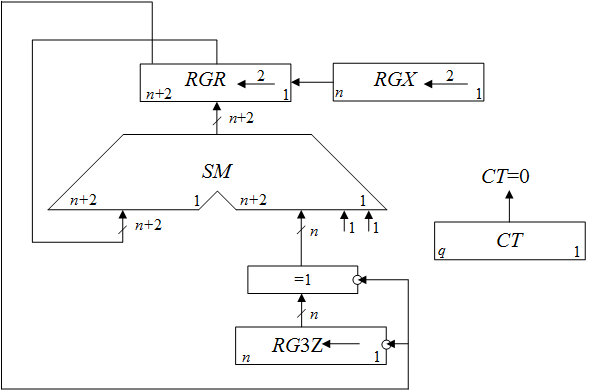 RGR 2
n+2 1
RGX 2
n 1
n+2
SM
n+2 1 n+2 1
n+2
n
1 1
CT=0
CT
q 1
=1
n
RG3Z
n 1